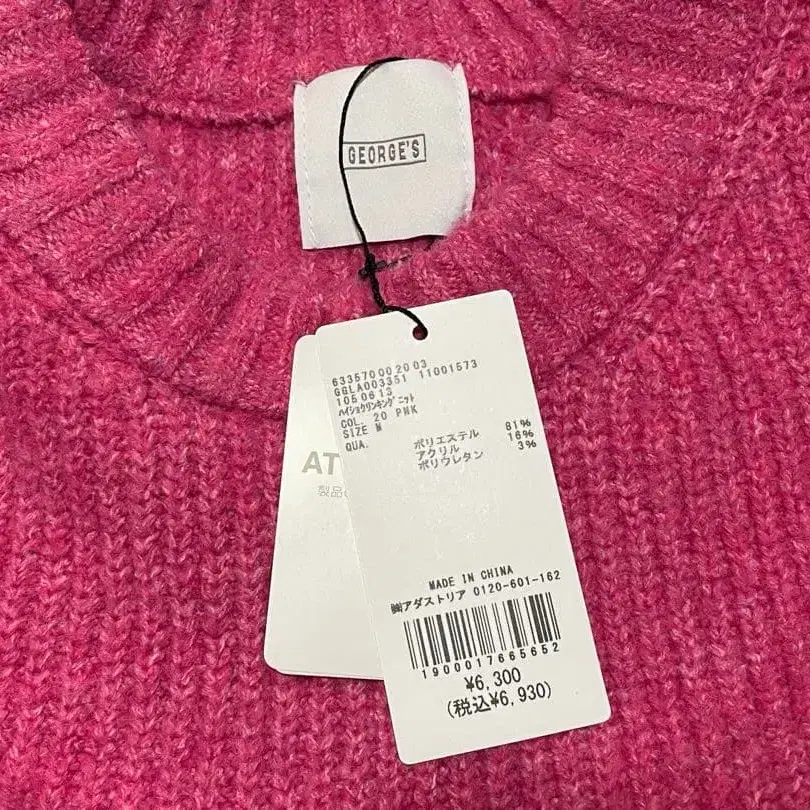 GEORGE'S
633570002003
GGLA003351 11001573
1050613
ﾊｲｼｮｸリンキングﾞニット
COL. 20 PNK
SIZE M
QUA.
ポリエステル 81%
アクリル 16%
ポリウレタン 3%
AT
製品
MADE IN CHINA
㈱アダストリア 0120-601-162
1900017665652
¥6,300
(税込¥6,930)